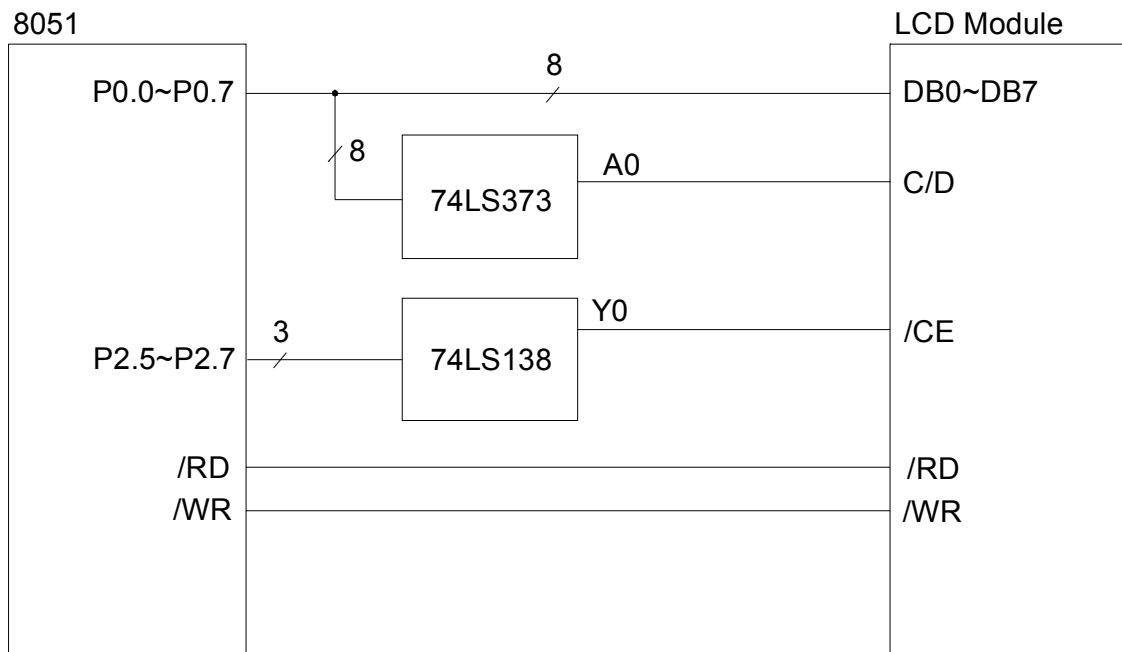 8051
LCD Module
P0.0~P0.7
8
DB0~DB7
8
74LS373
A0
C/D
P2.5~P2.7
3
74LS138
Y0
/CE
/RD
/RD
/WR
/WR